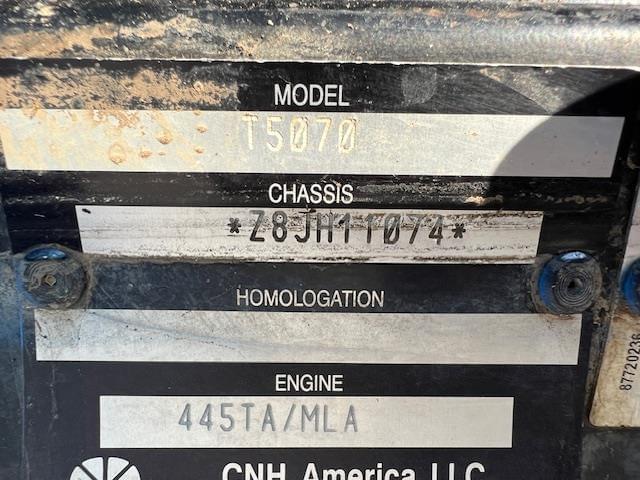 MODEL
T5070
CHASSIS
*Z8JH11074*
HOMOLOGATION
ENGINE
445TA/MLA
CNH America LLC
87720236